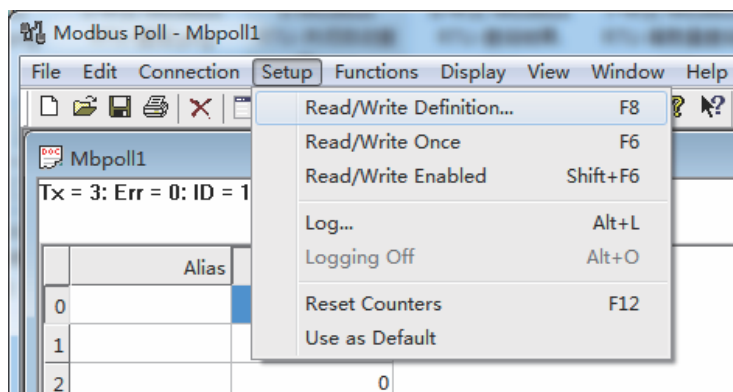 Modbus Poll - Mbpoll1
File Edit Connection Setup Functions Display View Window Help
Read/Write Definition... F8
Read/Write Once F6
Read/Write Enabled Shift+F6
Log... Alt+L
Logging Off Alt+O
Reset Counters F12
Use as Default
Mbpoll1
Tx = 3: Err = 0: ID = 1
Alias
0
1
2 0